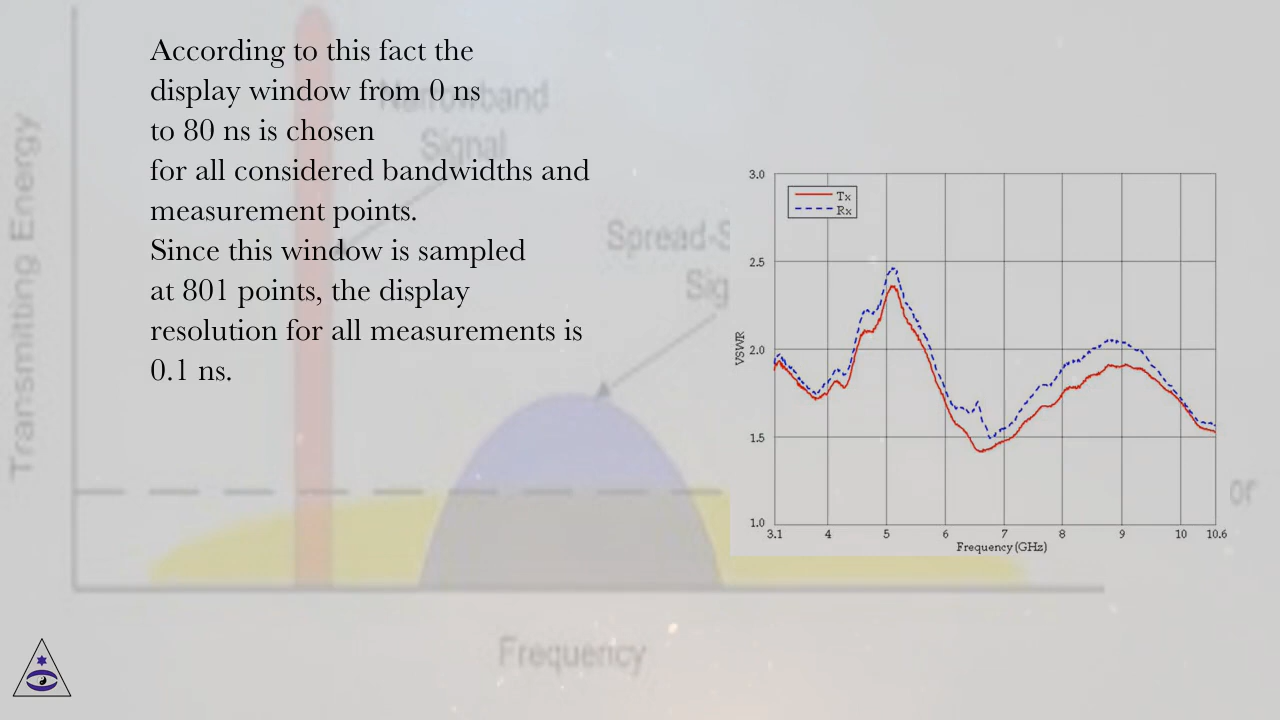 According to this fact the
display window from 0 ns
to 80 ns is chosen
for all considered bandwidths and
measurement points.
Since this window is sampled
at 801 points, the display
resolution for all measurements is
0.1 ns.
Narrowband
Signal
Spread-S
Sig
Transmitting Energy
Frequency
of
3.0
2.5
2.0
1.5
1.0
VSWR
Tx
Rx
3.1 4 5 6 7 8 9 10 10.6
Frequency (GHz)